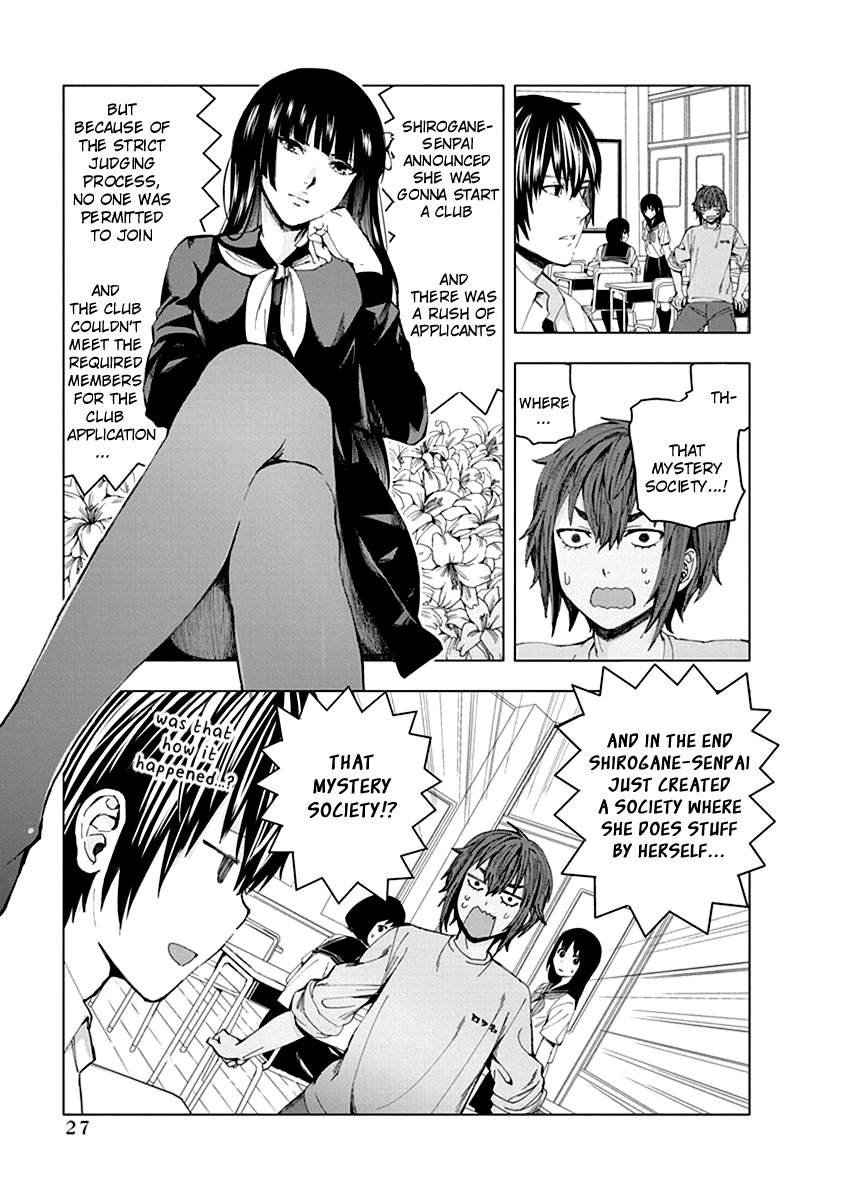 TH-
THAT
MYSTERY
SOCIETY...!
WHERE
...
SHIROGANE-
SENPAI
ANNOUNCED
SHE WAS
GONNA START
A CLUB
AND
THERE WAS
A RUSH OF
APPLICANTS
BUT
BECAUSE OF
THE STRICT
JUDGING
PROCESS,
NO ONE WAS
PERMITTED
TO JOIN
AND
THE CLUB
COULDN'T
MEET THE
REQUIRED
MEMBERS
FOR THE
CLUB
APPLICATION
...
AND IN THE END
SHIROGANE-SENPAI
JUST CREATED
A SOCIETY WHERE
SHE DOES STUFF
BY HERSELF...
THAT
MYSTERY
SOCIETY!?
was that
how it
happened...?
27